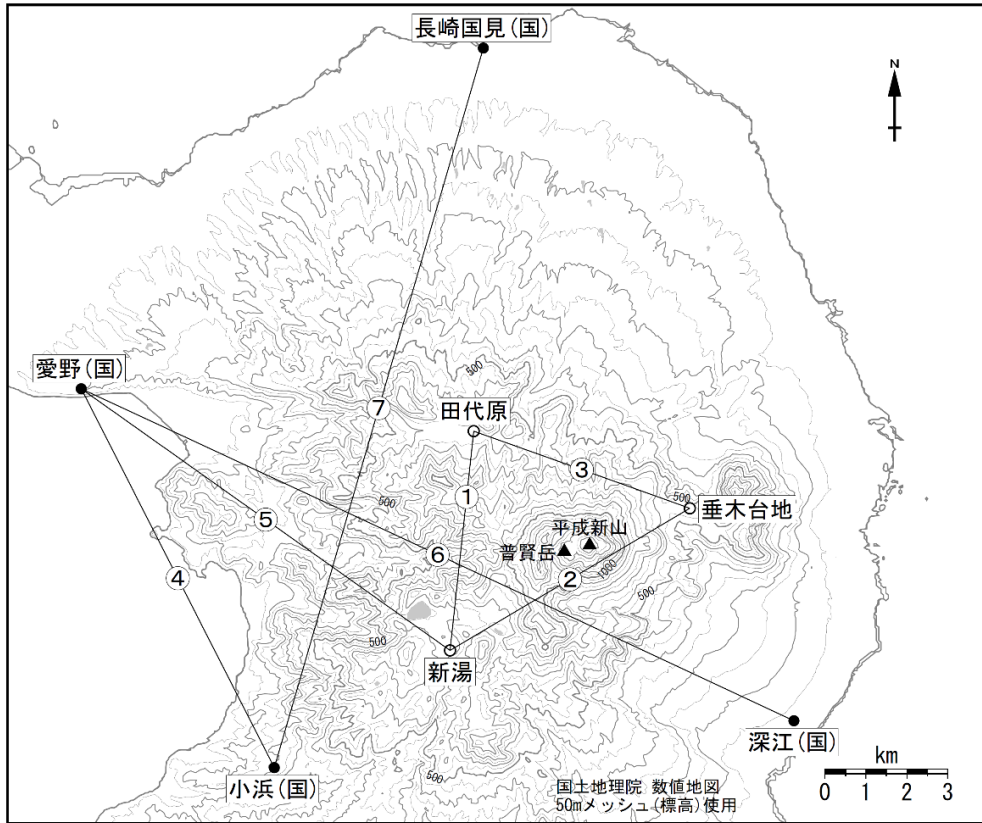 長崎国見(国)
N
愛野(国)
500
田代原
⑦
③
①
500
500
垂木台地
⑤
平成新山
普賢岳
⑥
②
1000
④
500
500
新湯
深江(国)
小浜(国)
500
km
0 1 2 3
国土地理院 数値地図
50mメッシュ(標高)使用